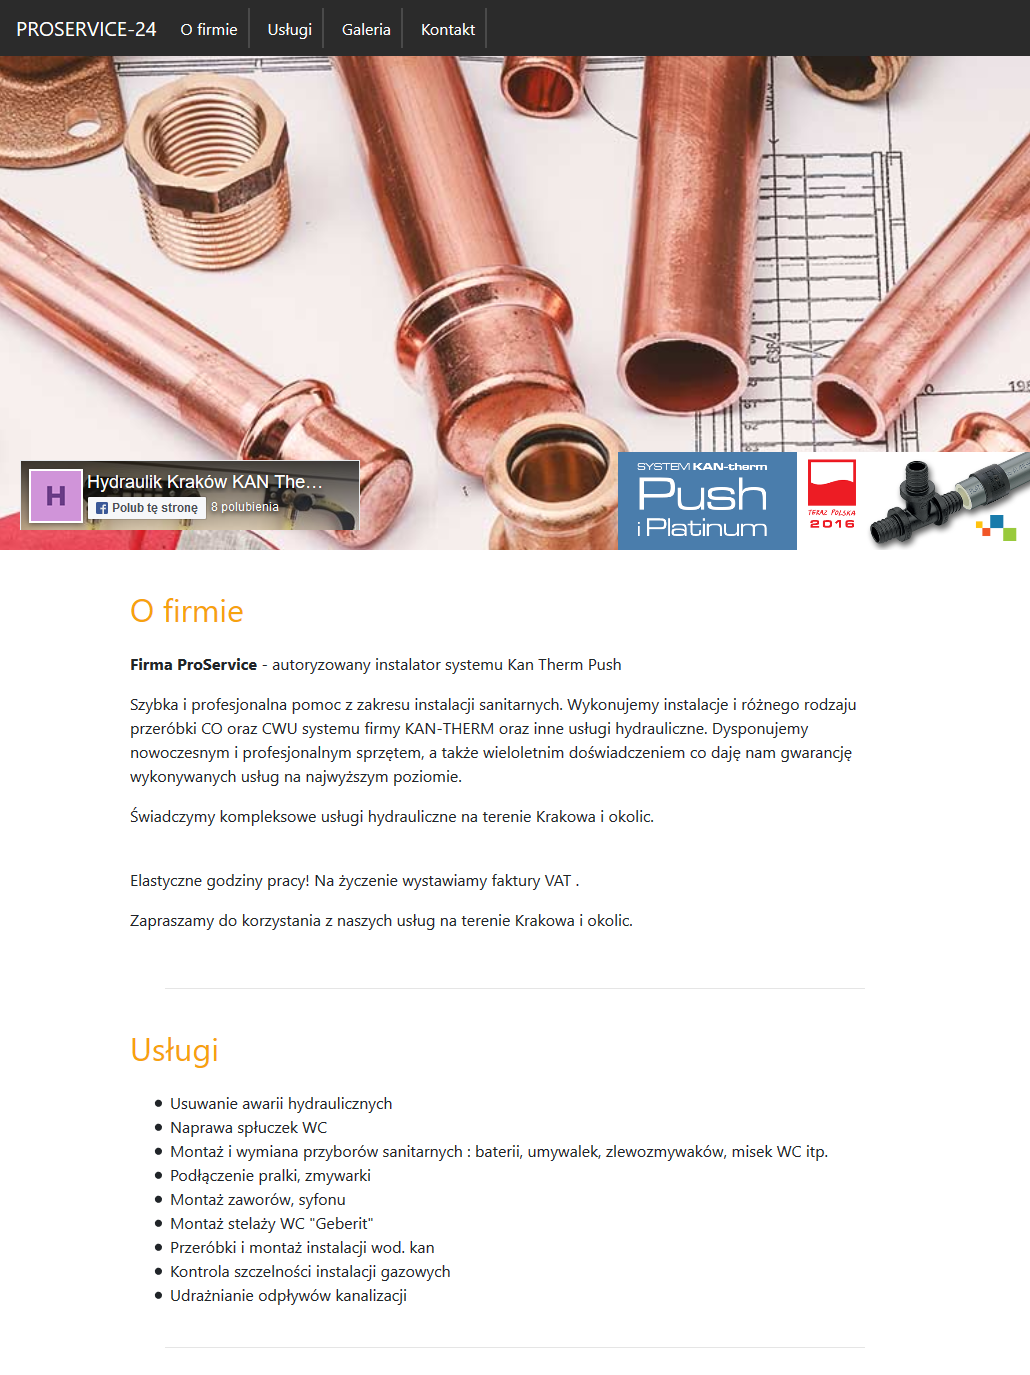 PROSERVICE-24 O firmie Usługi Galeria Kontakt
6364
198
Hydraulik Kraków KAN The...
Polub tę stronę 8 polubienia
H
SYSTEM KAN-therm
Push
i Platinum
TERAZ POLSKA
2016
O firmie
Firma ProService - autoryzowany instalator systemu Kan Therm Push
Szybka i profesjonalna pomoc z zakresu instalacji sanitarnych. Wykonujemy instalacje i różnego rodzaju
przeróbki CO oraz CWU systemu firmy KAN-THERM oraz inne usługi hydrauliczne. Dysponujemy
nowoczesnym i profesjonalnym sprzętem, a także wieloletnim doświadczeniem co daję nam gwarancję
wykonywanych usług na najwyższym poziomie.
Świadczymy kompleksowe usługi hydrauliczne na terenie Krakowa i okolic.
Elastyczne godziny pracy! Na życzenie wystawiamy faktury VAT .
Zapraszamy do korzystania z naszych usług na terenie Krakowa i okolic.
Usługi
Usuwanie awarii hydraulicznych
Naprawa spłuczek WC
Montaż i wymiana przyborów sanitarnych : baterii, umywalek, zlewozmywaków, misek WC itp.
Podłączenie pralki, zmywarki
Montaż zaworów, syfonu
Montaż stelaży WC "Geberit"
Przeróbki i montaż instalacji wod. kan
Kontrola szczelności instalacji gazowych
Udrażnianie odpływów kanalizacji